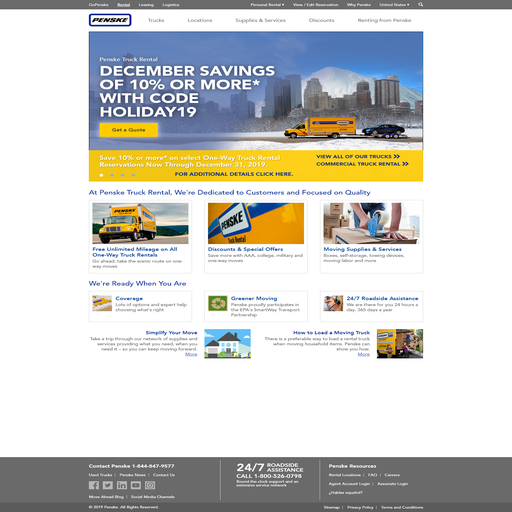 GoPenske Rental Leasing Logistics Personal Rental View / Edit Reservation Why Penske United States
PENSKE Trucks Locations Supplies & Services Discounts Renting from Penske
Penske Truck Rental
DECEMBER SAVINGS
OF 10% OR MORE*
WITH CODE
HOLIDAY19
Get a Quote
Save 10% or more* on select One-Way Truck Rental
Reservations Now Through December 31, 2019.
VIEW ALL OF OUR TRUCKS >>
COMMERCIAL TRUCK RENTAL >>
FOR ADDITIONAL DETAILS CLICK HERE.
At Penske Truck Rental, We're Dedicated to Customers and Focused on Quality
PENSKE
PENSKE
Truck Rental
Free Unlimited Mileage on All
One-Way Truck Rentals
Go ahead, take the scenic route on one-
way moves
Discounts & Special Offers
Save more with AAA, college, military and
one-way moves
Moving Supplies & Services
Boxes, self-storage, towing devices,
moving labor and more
We're Ready When You Are
Coverage
Lots of options and expert help
choosing what's right
Greener Moving
Penske proudly participates in
the EPA's SmartWay Transport
Partnership
24/7 Roadside Assistance
We are there for you 24 hours a
day, 365 days a year
Simplify Your Move
Take a trip through our network of supplies and
services providing what you need, when you
need it – so you can keep moving forward.
More
How to Load a Moving Truck
There is a preferable way to load a rental truck
when moving household items. Penske can
show you how.
More
Contact Penske 1-844-847-9577
Used Trucks | Penske News | Contact Us
Move Ahead Blog | Social Media Channels
24/7 ROADSIDE
ASSISTANCE
CALL 1-800-526-0798
Round the clock support and an
extensive service network
Penske Resources
Rental Locations | FAQ | Careers
Agent Account Login | Associate Login
¿Hablas español?
© 2019 Penske. All Rights Reserved.
Sitemap | Privacy Policy | Terms and Conditions